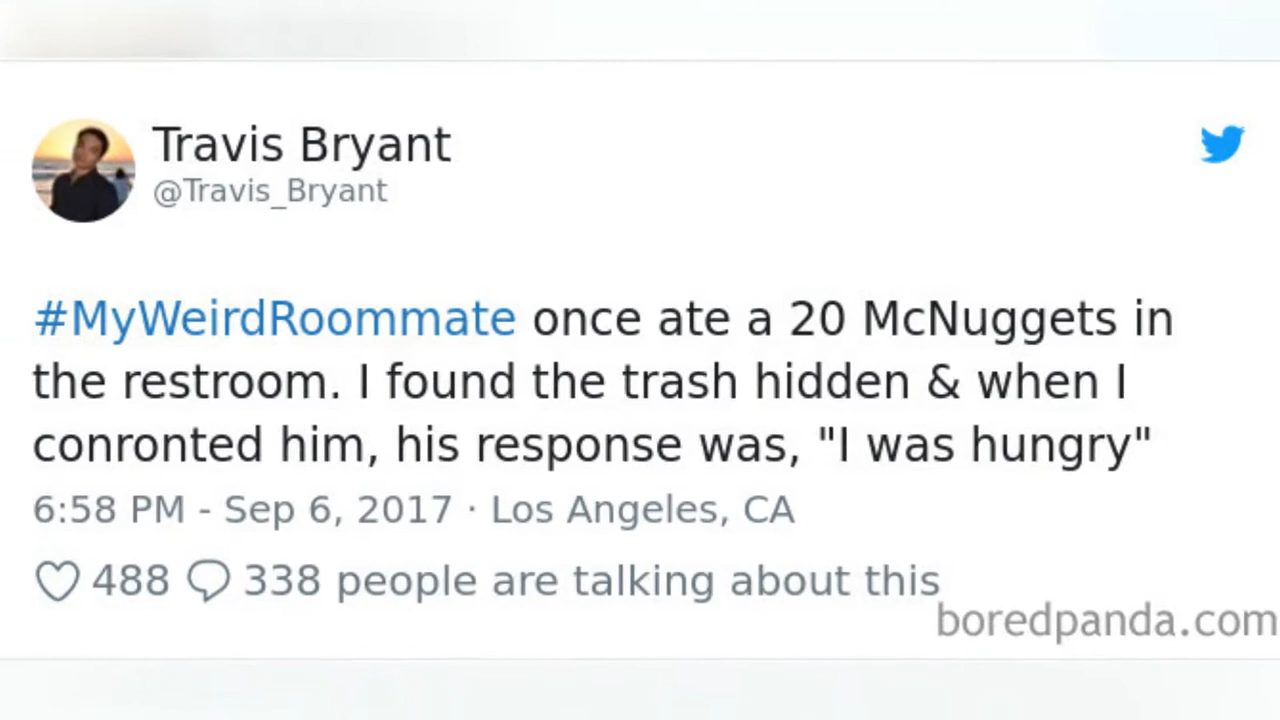 Travis Bryant
@Travis_Bryant
#MyWeirdRoommate once ate a 20 McNuggets in
the restroom. I found the trash hidden & when I
conronted him, his response was, "I was hungry"
6:58 PM - Sep 6, 2017 · Los Angeles, CA
488 338 people are talking about this
boredpanda.com